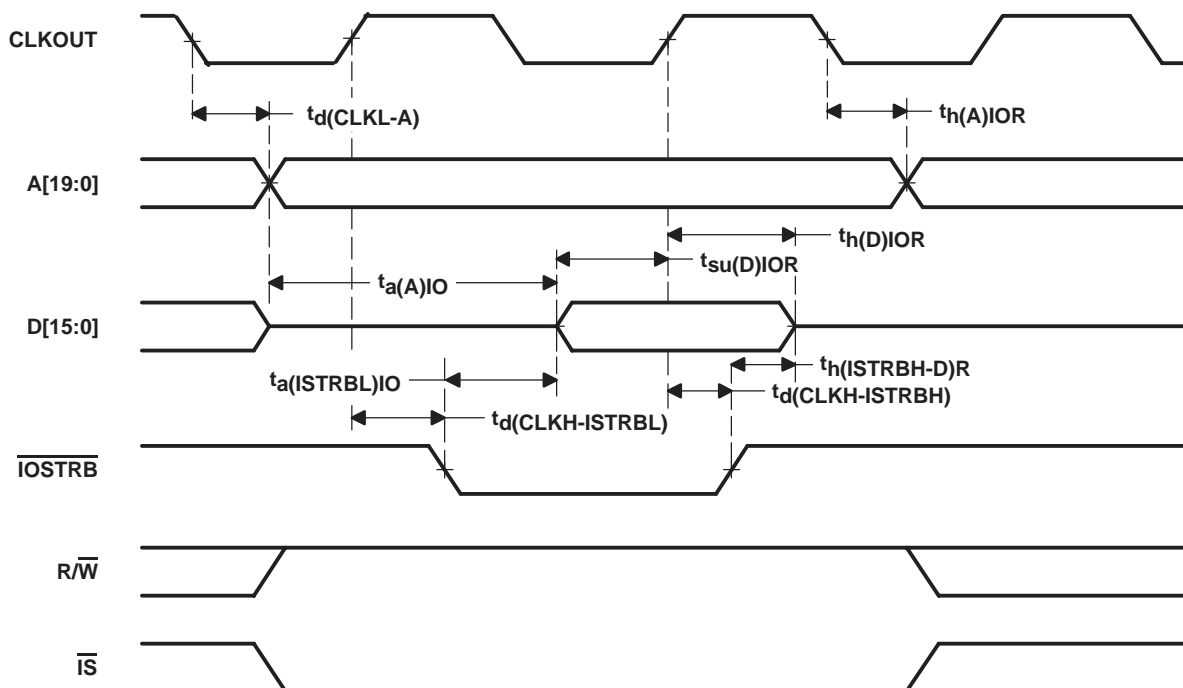 CLKOUT
td(CLKL-A)
th(A)IOR
A[19:0]
th(D)IOR
tsu(D)IOR
ta(A)IO
D[15:0]
th(ISTRBH-D)R
ta(ISTRBL)IO
td(CLKH-ISTRBH)
td(CLKH-ISTRBL)
IOSTRB
R/W
IS